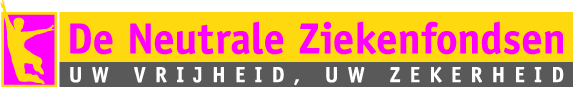 De Neutrale Ziekenfondsen
UW VRIJHEID, UW ZEKERHEID